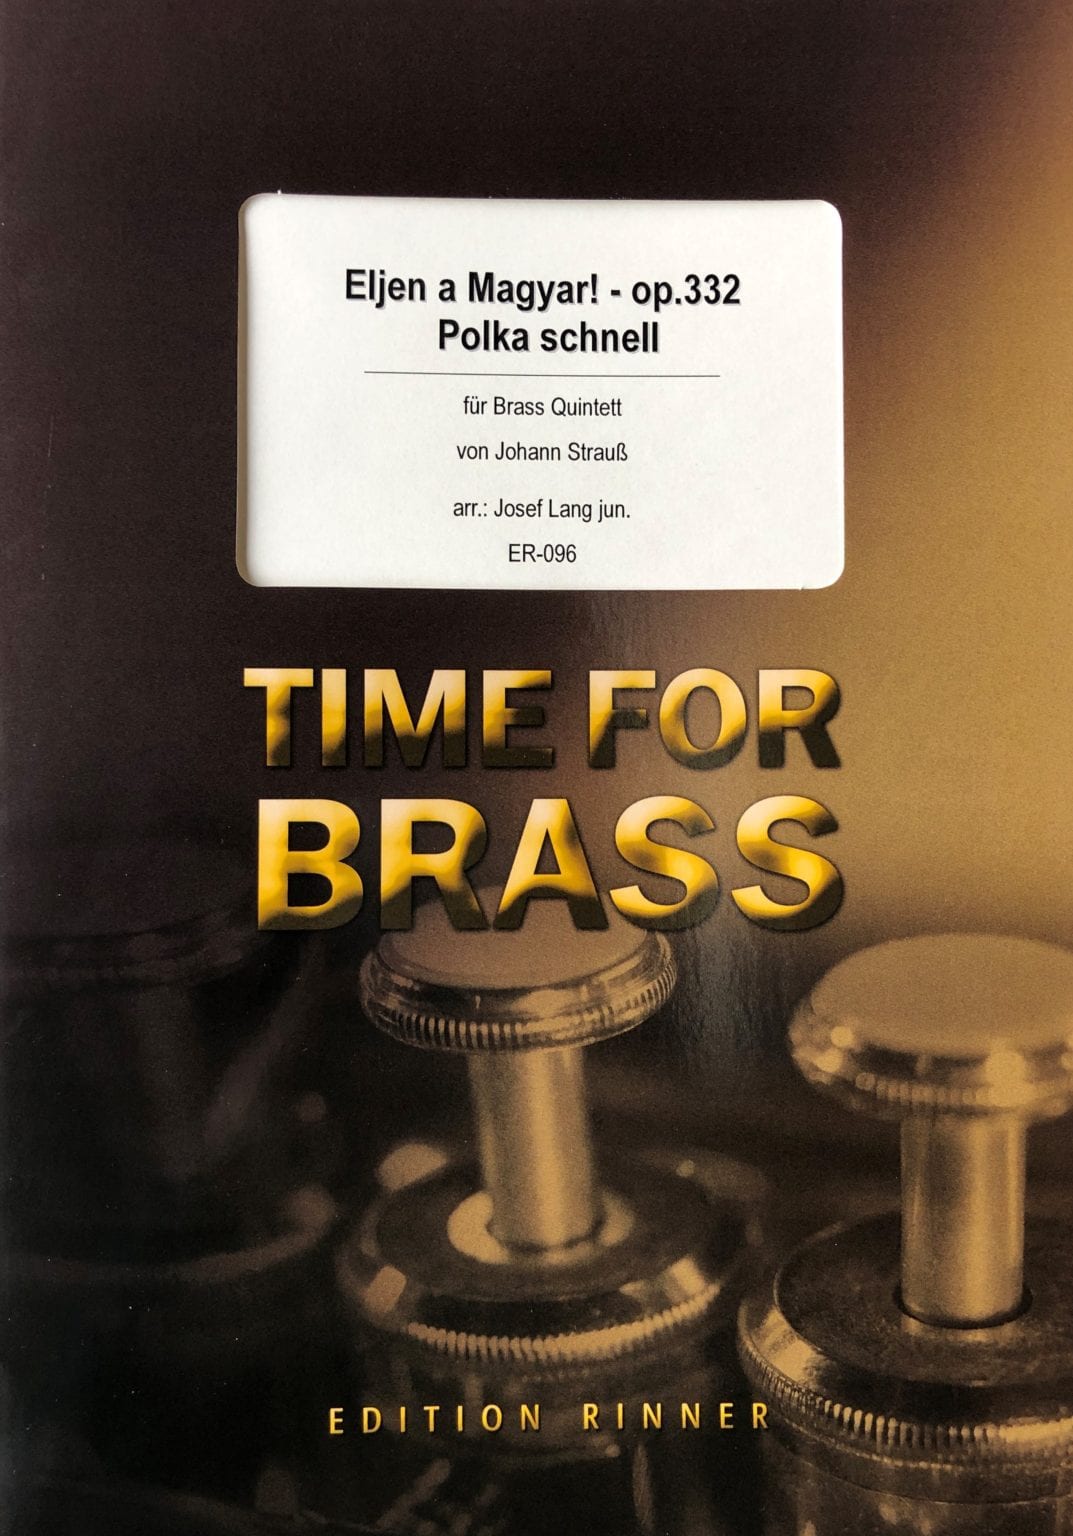 Eljen a Magyar! - op.332
Polka schnell
für Brass Quintett
von Johann Strauß
arr.: Josef Lang jun.
ER-096
TIME FOR
BRASS
EDITION RINNER